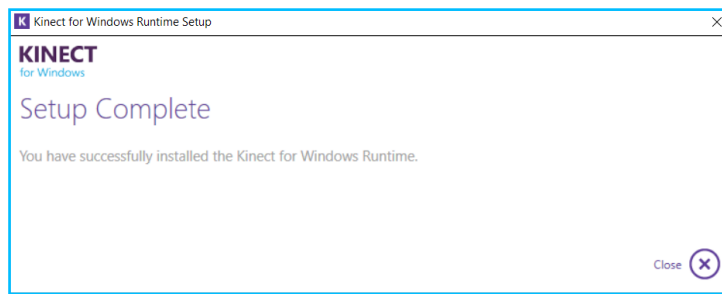 K Kinect for Windows Runtime Setup
KINECT
for Windows
Setup Complete
You have successfully installed the Kinect for Windows Runtime.
Close